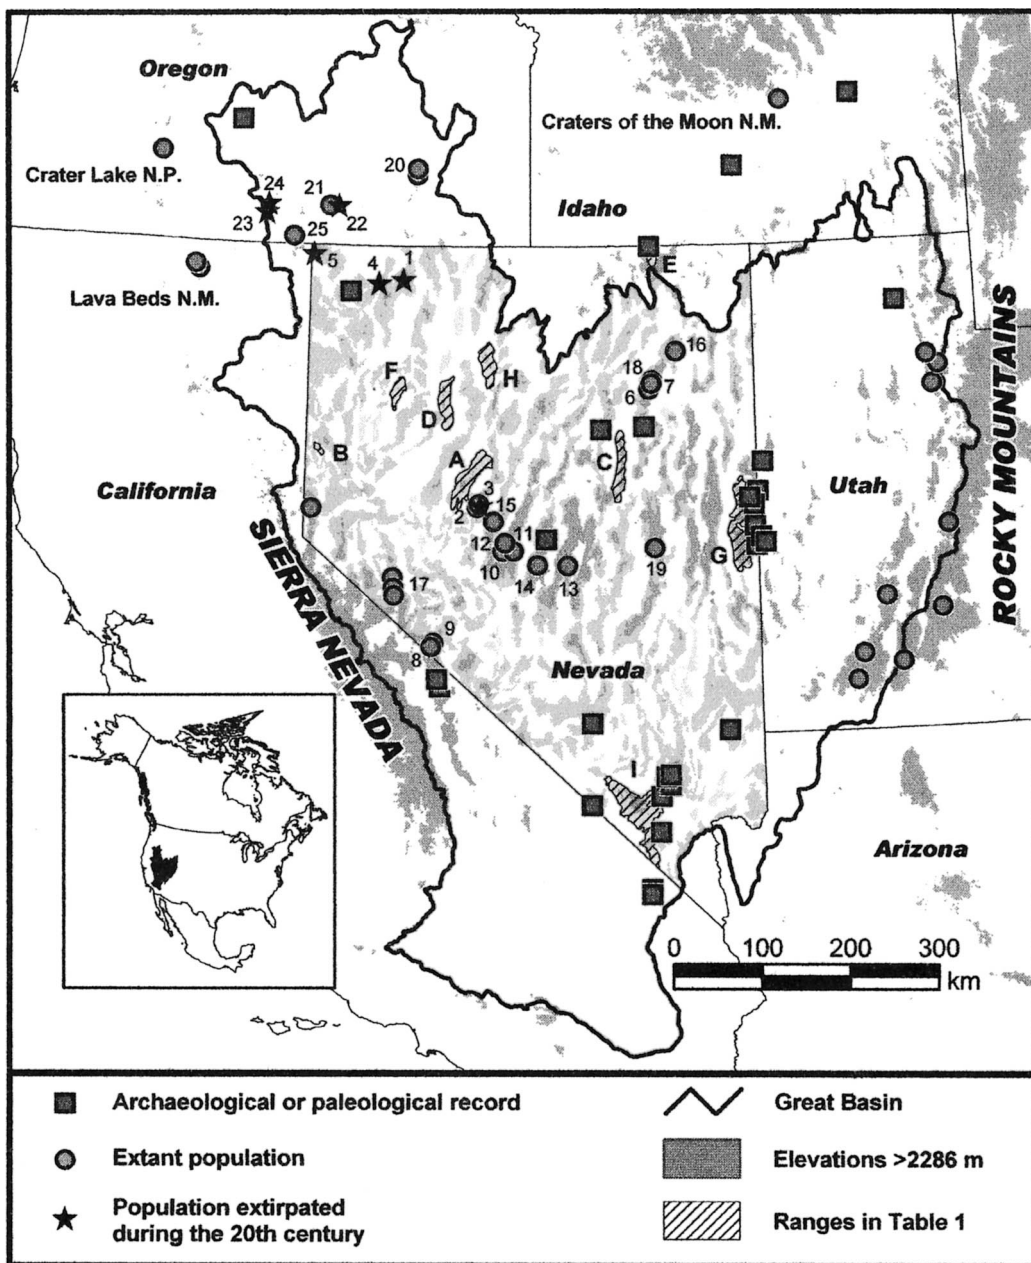 Oregon
Craters of the Moon N.M.
Crater Lake N.P.
20
24
21
23
22
Idaho
25
5
4
1
E
Lava Beds N.M.
16
18
F
H
7
6
D
B
A
C
California
Utah
3
2
15
11
12
10
14
13
19
G
17
ROCKY MOUNTAINS
SIERRA NEVADA
9
8
Nevada
I
Arizona
0 100 200 300
km
Archaeological or paleological record
Great Basin
Extant population
Elevations >2286 m
Population extirpated
during the 20th century
Ranges in Table 1